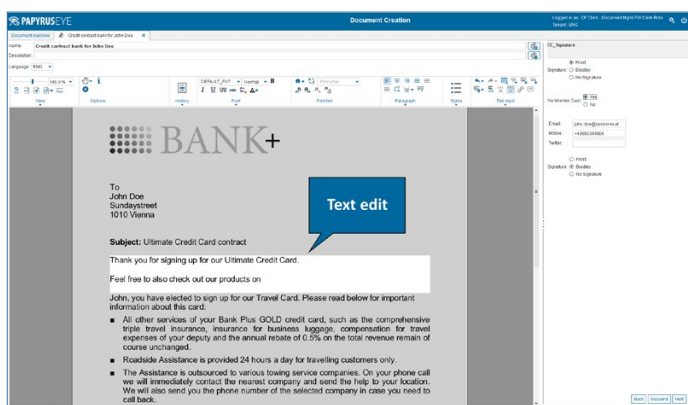 PAPYRUSEYE
Document Creation
Document overview
Credit contract bank for John Doe X
Name: Credit contract bank for John Doe
Description:
Language ENG
View
Options
History
Font
Paragraph
Styles
Text input
CC_Signature
Proof
Signature Bradley
No Signature
Yes
No
Email:
Mobile:
Twitter:
Proof
Signature Bradley
No Signature
BANK+
To
John Doe
Sundaystreet
1010 Vienna
Text edit
Subject: Ultimate Credit Card contract
Thank you for signing up for our Ultimate Credit Card.
Feel free to also check out our products on
John, you have elected to sign up for our Travel Card. Please read below for important
information about this card:
■ All other services of your Bank Plus GOLD credit card, such as the comprehensive
triple travel insurance, insurance for business luggage, compensation for travel
expenses of your deputy and the annual rebate of 0.5% on the total revenue remain of
course unchanged.
■ Roadside Assistance is provided 24 hours a day for travelling customers only.
■ The Assistance is outsourced to various towing service companies. On your phone call
we will immediately contact the nearest company and send the help to your location.
We will also send you the phone number of the selected company in case you need to
call back.
Back Suspend Next